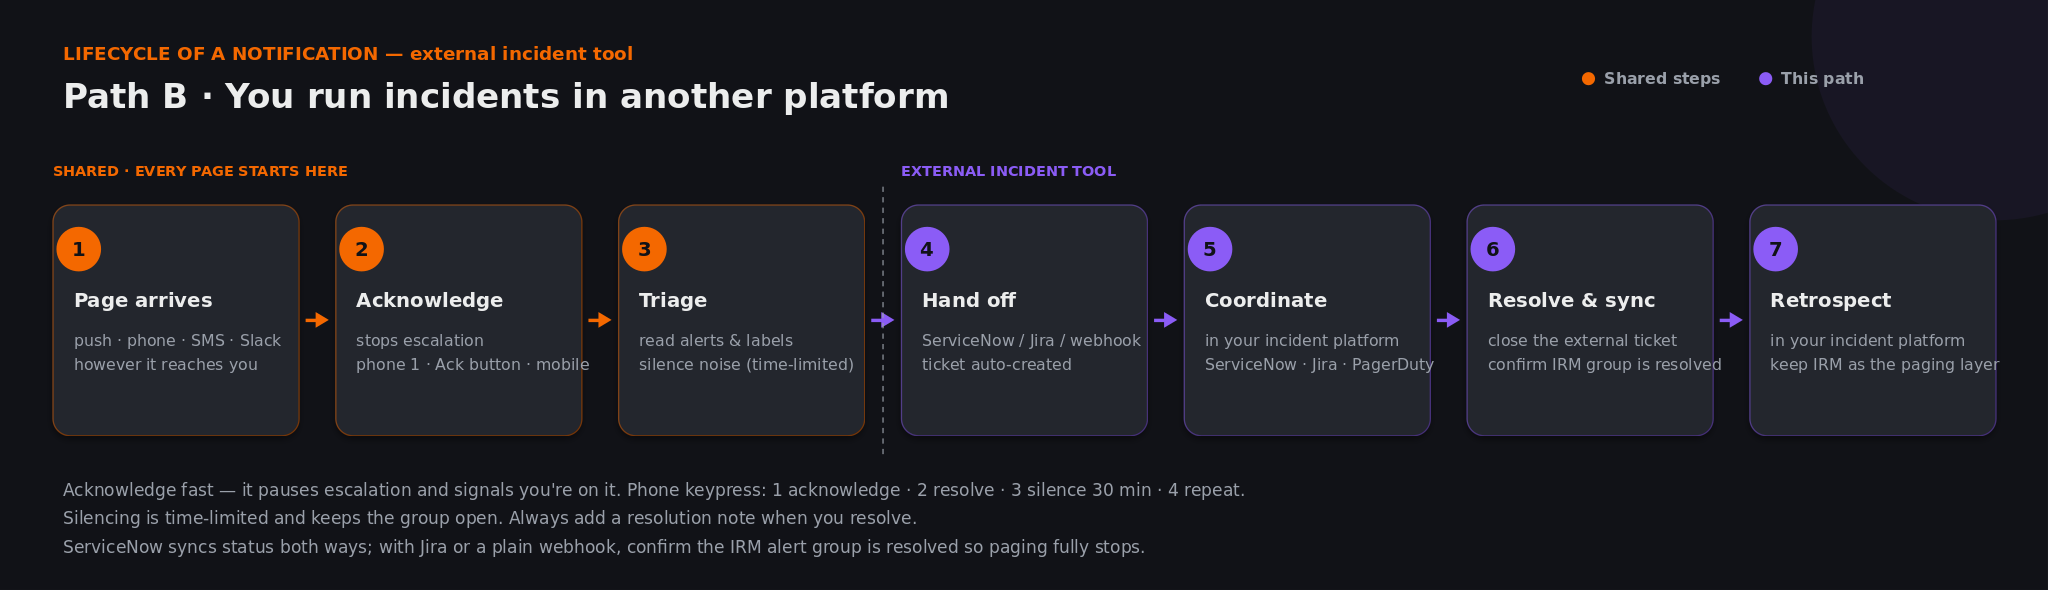 LIFECYCLE OF A NOTIFICATION — external incident tool
Path B · You run incidents in another platform
Shared steps
This path
SHARED · EVERY PAGE STARTS HERE
EXTERNAL INCIDENT TOOL
1
Page arrives
push · phone · SMS · Slack
however it reaches you
2
Acknowledge
stops escalation
phone 1 · Ack button · mobile
3
Triage
read alerts & labels
silence noise (time-limited)
4
Hand off
ServiceNow / Jira / webhook
ticket auto-created
5
Coordinate
in your incident platform
ServiceNow · Jira · PagerDuty
6
Resolve & sync
close the external ticket
confirm IRM group is resolved
7
Retrospect
in your incident platform
keep IRM as the paging layer
Acknowledge fast — it pauses escalation and signals you're on it. Phone keypress: 1 acknowledge · 2 resolve · 3 silence 30 min · 4 repeat.
Silencing is time-limited and keeps the group open. Always add a resolution note when you resolve.
ServiceNow syncs status both ways; with Jira or a plain webhook, confirm the IRM alert group is resolved so paging fully stops.